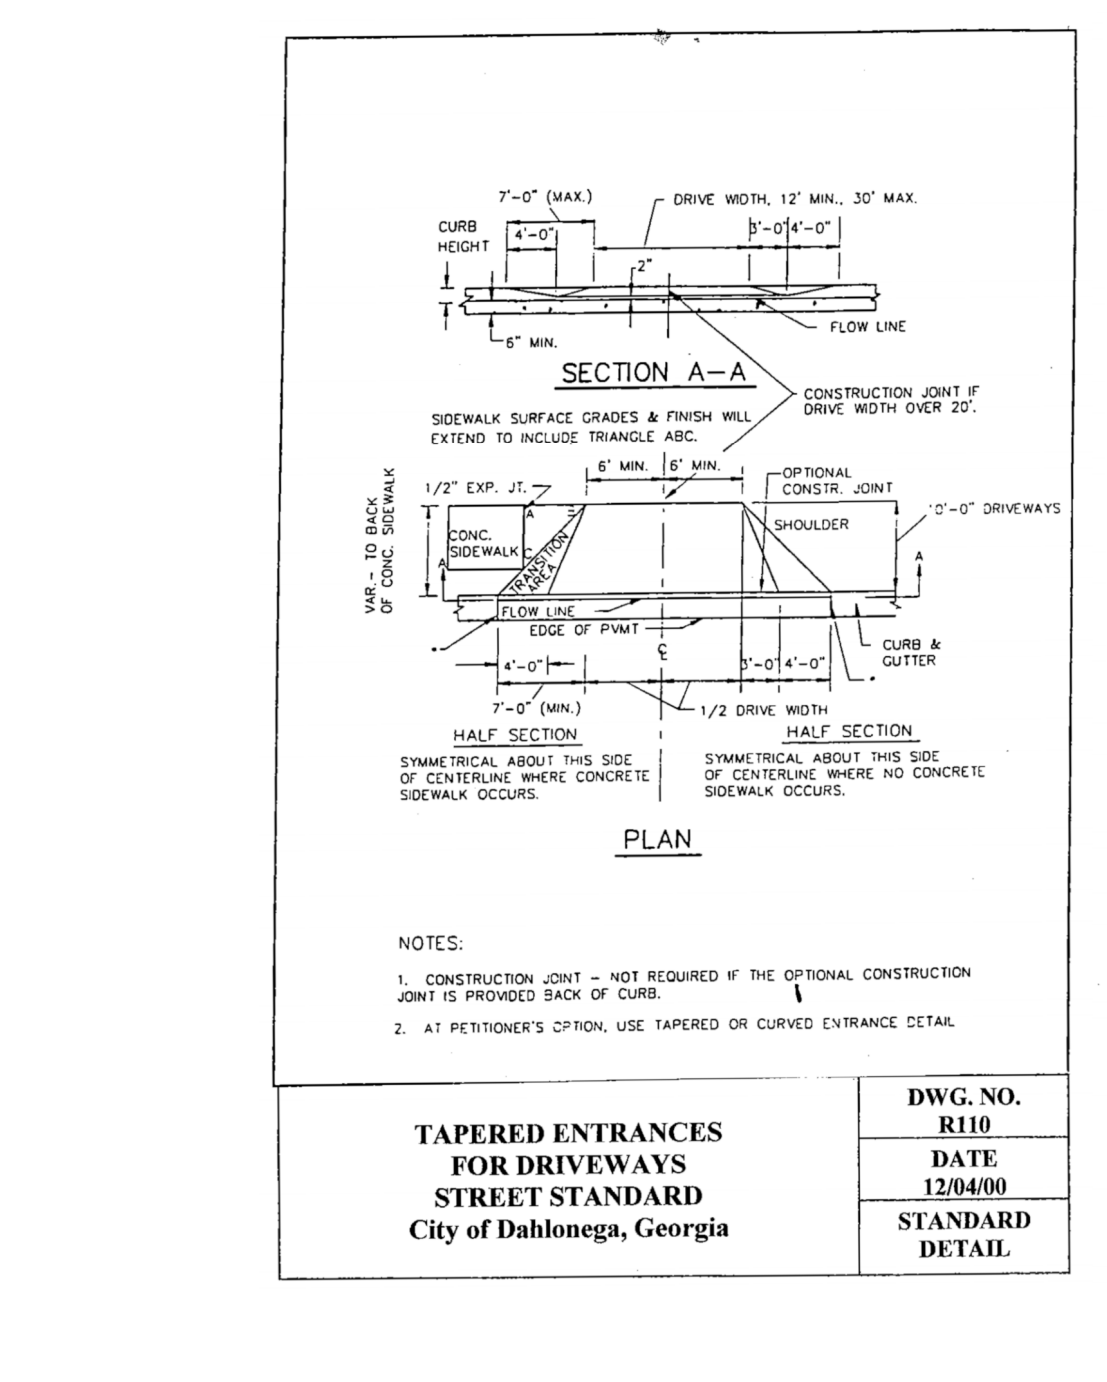 7'-0" (MAX.)
DRIVE WIDTH, 12' MIN., 30' MAX.
CURB
HEIGHT
4'-0"
3'-0"
4'-0"
2"
FLOW LINE
6" MIN.
SECTION A-A
CONSTRUCTION JOINT IF
DRIVE WIDTH OVER 20'.
SIDEWALK SURFACE GRADES & FINISH WILL
EXTEND TO INCLUDE TRIANGLE ABC.
6' MIN.
6' MIN.
OPTIONAL
CONSTR. JOINT
1/2" EXP. JT.
VAR.- TO BACK
OF CONC. SIDEWALK
A
CONC.
SIDEWALK
C
A
TRANSITION
AREA
SHOULDER
0'-0" DRIVEWAYS
A
FLOW LINE
EDGE OF PVMT
CURB &
GUTTER
4'-0"
3'-0"
4'-0"
7'-0" (MIN.)
1/2 DRIVE WIDTH
HALF SECTION
SYMMETRICAL ABOUT THIS SIDE
OF CENTERLINE WHERE CONCRETE
SIDEWALK OCCURS.
HALF SECTION
SYMMETRICAL ABOUT THIS SIDE
OF CENTERLINE WHERE NO CONCRETE
SIDEWALK OCCURS.
PLAN
NOTES:
1. CONSTRUCTION JOINT - NOT REQUIRED IF THE OPTIONAL CONSTRUCTION
JOINT IS PROVIDED BACK OF CURB.
2. AT PETITIONER'S OPTION, USE TAPERED OR CURVED ENTRANCE DETAIL
TAPERED ENTRANCES
FOR DRIVEWAYS
STREET STANDARD
City of Dahlonega, Georgia
DWG. NO.
R110
DATE
12/04/00
STANDARD
DETAIL